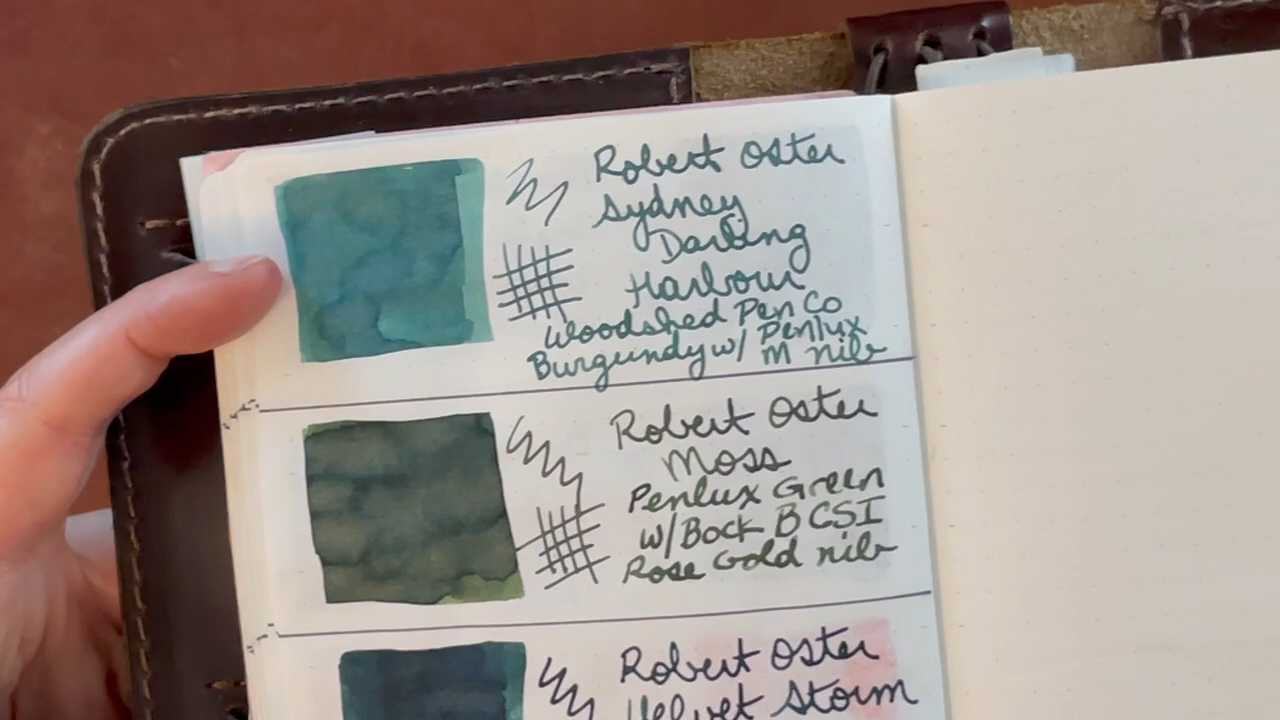 Robert Oster
Sydney
Darling
Harbour
Woodshed Pen Co
Burgundy w/ Penlux
M nib
Robert Oster
Moss
Penlux Green
w/Bock B CSI
Rose Gold nib
Robert Oster
Velvet Storm